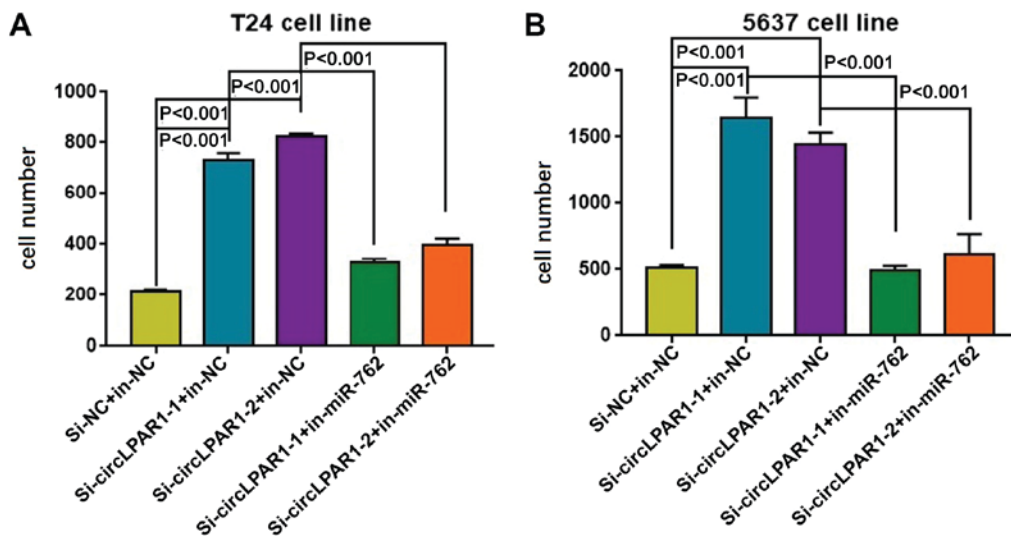 A
T24 cell line
P<0.001
P<0.001
P<0.001
P<0.001
cell number
1000
800
600
400
200
0
Si-NC+in-NC
Si-circLPAR1-1+in-NC
Si-circLPAR1-2+in-NC
Si-circLPAR1-1+in-miR-762
Si-circLPAR1-2+in-miR-762
B
5637 cell line
P<0.001
P<0.001
P<0.001
P<0.001
cell number
2000
1500
1000
500
0
Si-NC+in-NC
Si-circLPAR1-1+in-NC
Si-circLPAR1-2+in-NC
Si-circLPAR1-1+in-miR-762
Si-circLPAR1-2+in-miR-762